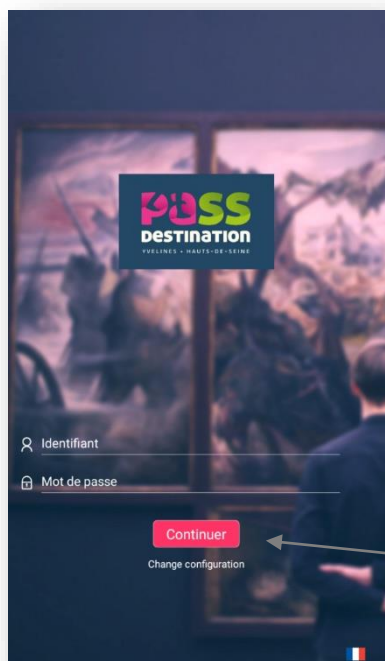 pass
DESTINATION
YVELINES • HAUTS-DE-SEINE
Identifiant
Mot de passe
Continuer
Change configuration